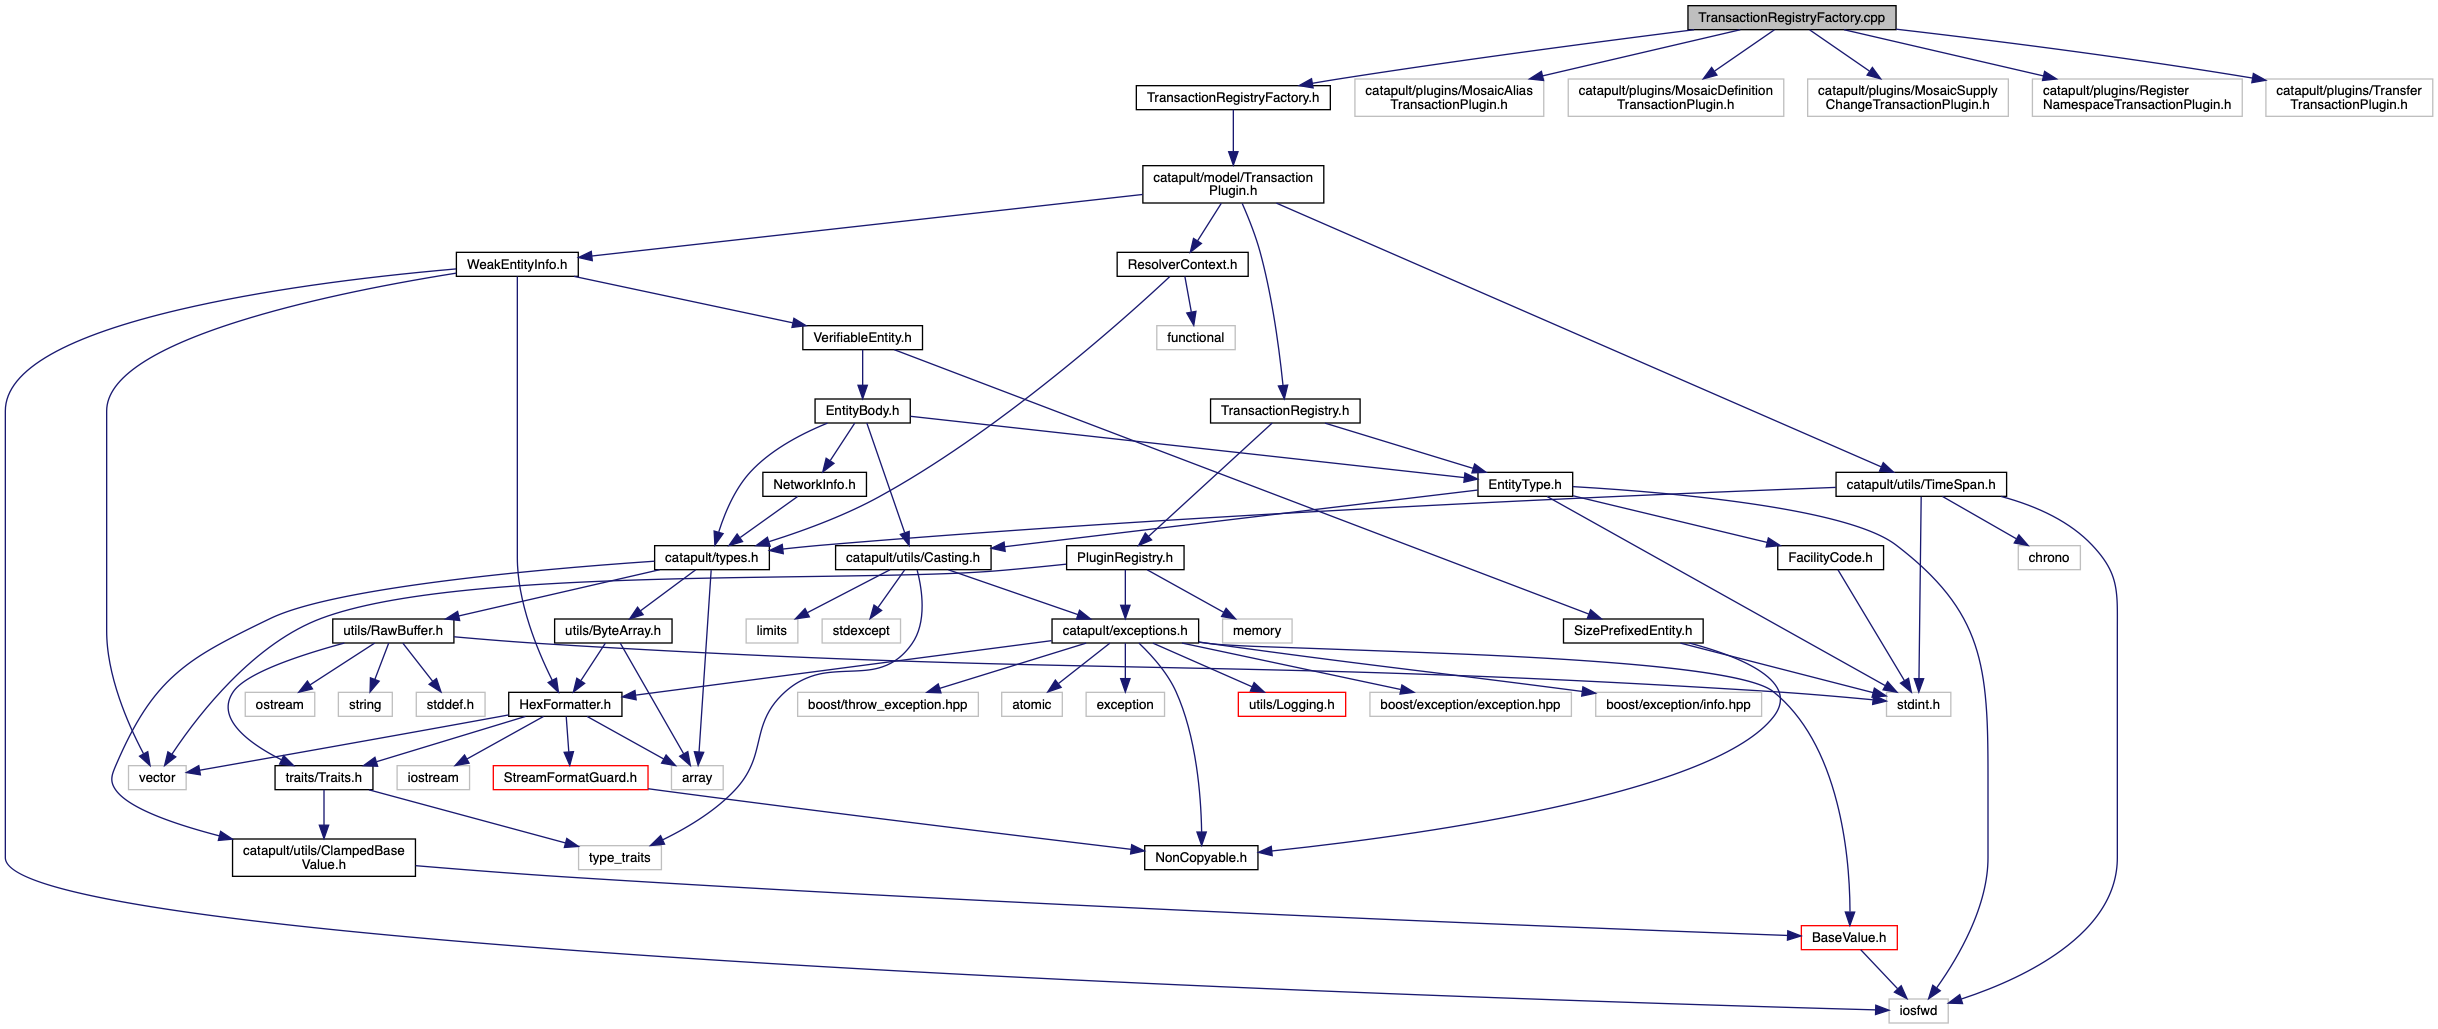 TransactionRegistryFactory.cpp
TransactionRegistryFactory.h
catapult/plugins/MosaicAlias
TransactionPlugin.h
catapult/plugins/MosaicDefinition
TransactionPlugin.h
catapult/plugins/MosaicSupply
ChangeTransactionPlugin.h
catapult/plugins/Register
NamespaceTransactionPlugin.h
catapult/plugins/Transfer
TransactionPlugin.h
catapult/model/Transaction
Plugin.h
WeakEntityInfo.h
ResolverContext.h
VerifiableEntity.h
functional
EntityBody.h
TransactionRegistry.h
NetworkInfo.h
EntityType.h
catapult/utils/TimeSpan.h
catapult/types.h
catapult/utils/Casting.h
PluginRegistry.h
FacilityCode.h
chrono
utils/RawBuffer.h
utils/ByteArray.h
limits
stdexcept
catapult/exceptions.h
memory
SizePrefixedEntity.h
ostream
string
stddef.h
HexFormatter.h
boost/throw_exception.hpp
atomic
exception
utils/Logging.h
boost/exception/exception.hpp
boost/exception/info.hpp
stdint.h
vector
traits/Traits.h
iostream
StreamFormatGuard.h
array
catapult/utils/ClampedBase
Value.h
type_traits
NonCopyable.h
BaseValue.h
iosfwd